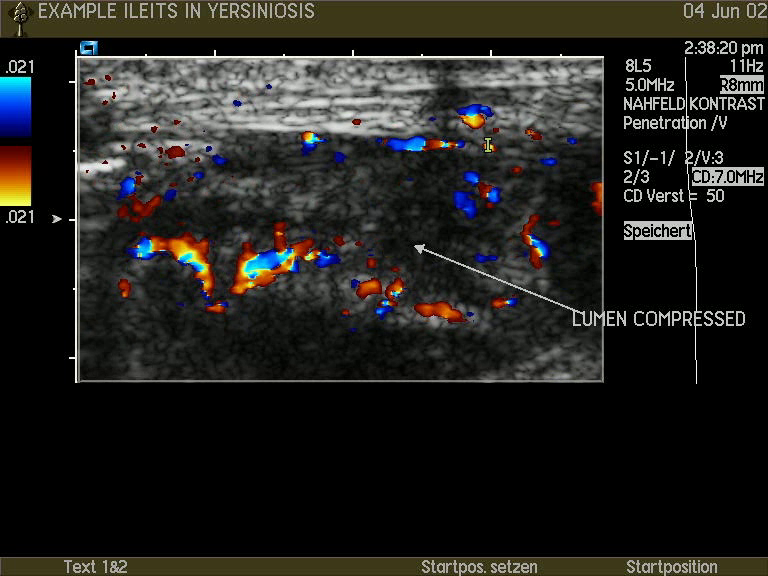 EXAMPLE ILEITS IN YERSINIOSIS
04 Jun 02
2:38:20 pm
.021
.021
8L5 11Hz
5.0MHz R8mm
NAHFELD KONTRAST
Penetration /V
S1/-1/ 2/V:3
2/3 CD:7.0MHz
CD Verst = 50
Speichert
LUMEN COMPRESSED
Text 1&2
Startpos. setzen
Startposition